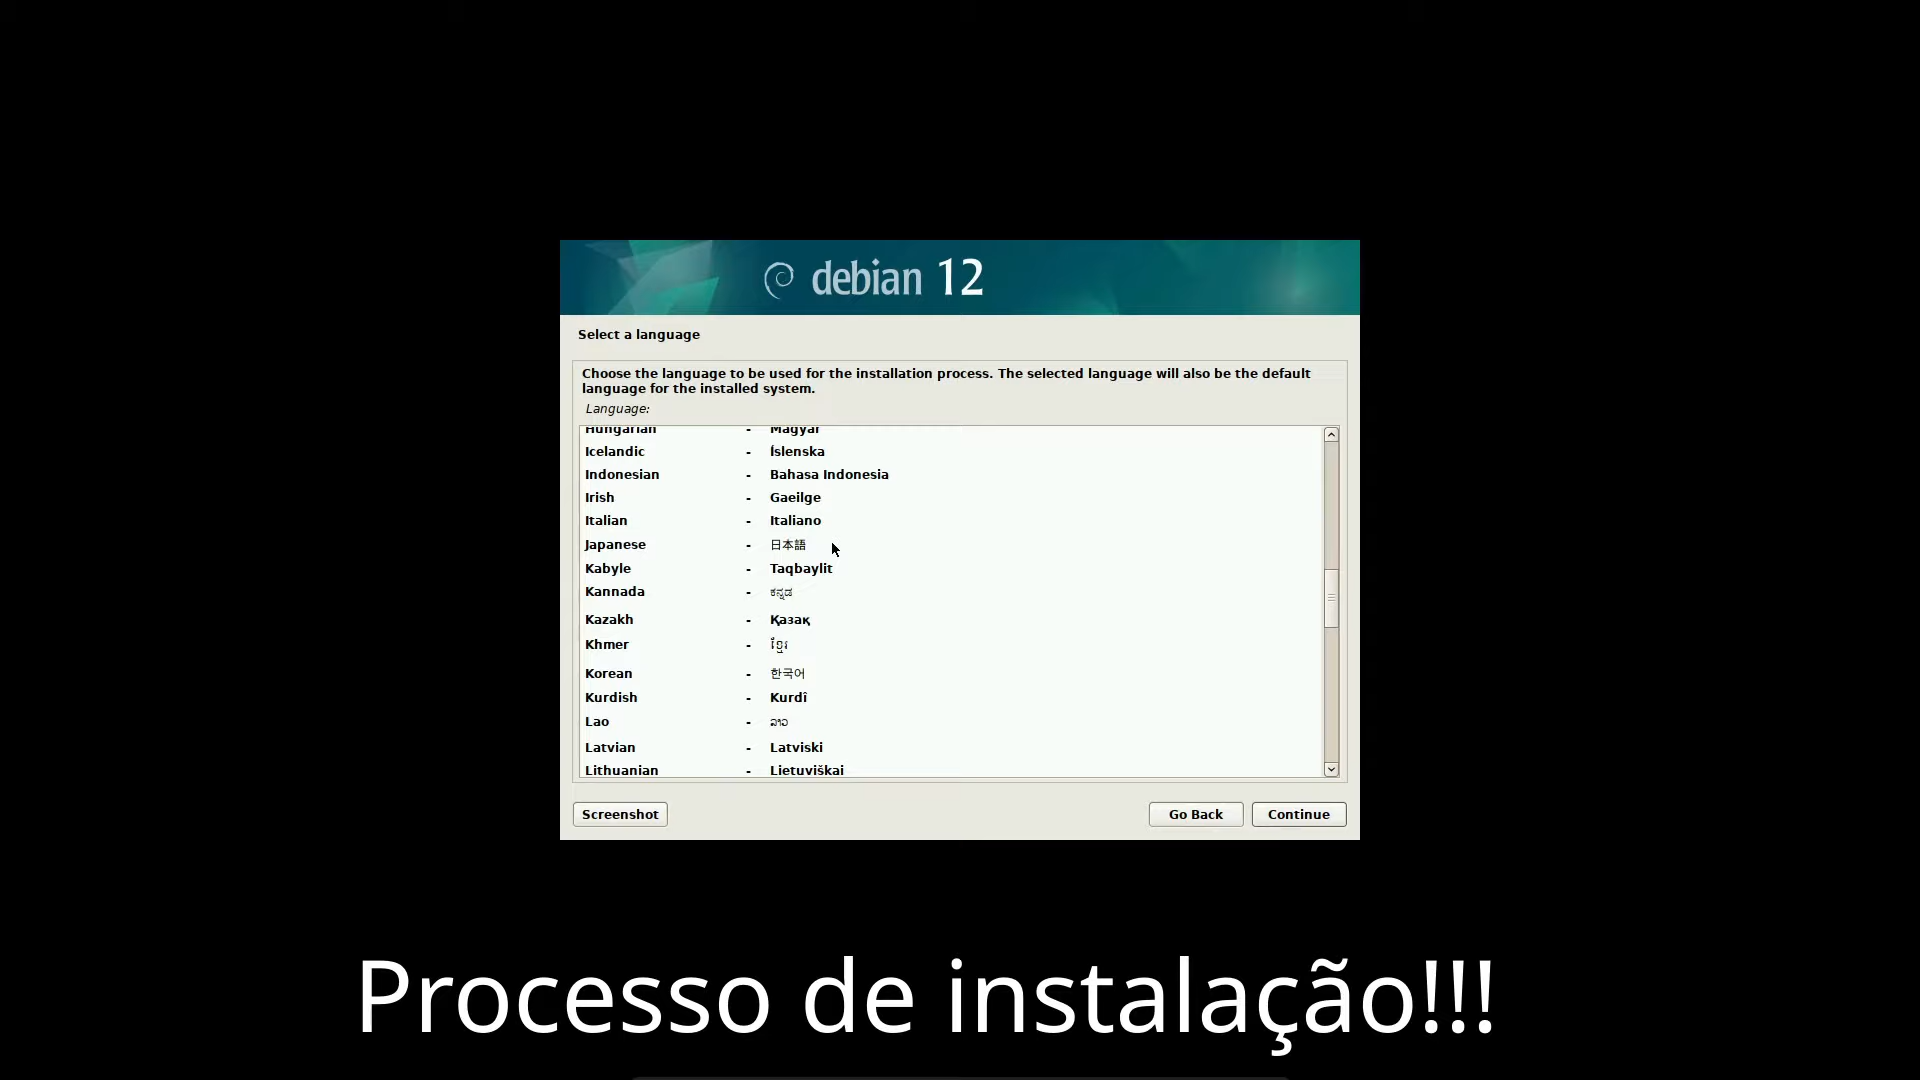 debian 12
Select a language
Choose the language to be used for the installation process. The selected language will also be the default
language for the installed system.
Language:
Hungarian - Magyar
Icelandic - Íslenska
Indonesian - Bahasa Indonesia
Irish - Gaeilge
Italian - Italiano
Japanese - 日本語
Kabyle - Taqbaylit
Kannada - ಕನ್ನಡ
Kazakh - Қазақ
Khmer - ខ្មែរ
Korean - 한국어
Kurdish - Kurdî
Lao - ລາວ
Latvian - Latviski
Lithuanian - Lietuviškai
Screenshot Go Back Continue
Processo de instalação!!!